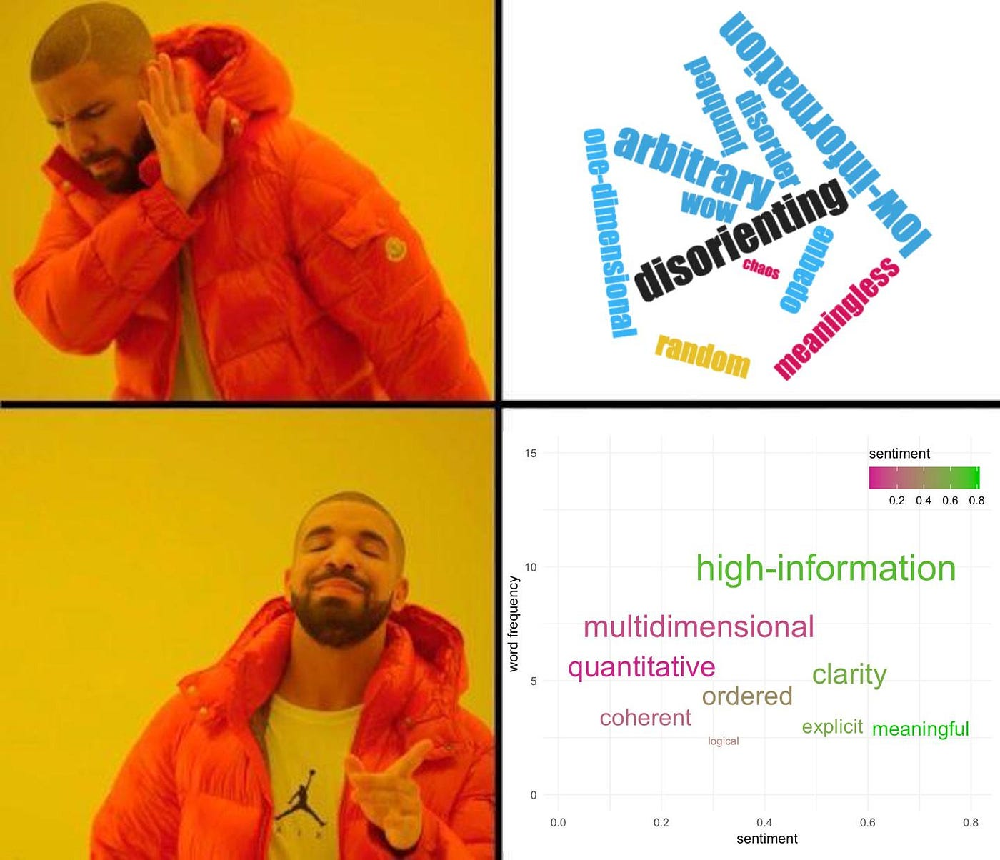 low-information
jumbled
disorder
arbitrary
one-dimensional
wow
disorienting
opaque
chaos
meaningless
random
sentiment
0.2 0.4 0.6 0.8
15
10
5
0
word frequency
high-information
multidimensional
quantitative
clarity
ordered
coherent
explicit
meaningful
logical
0.0 0.2 0.4 0.6 0.8
sentiment